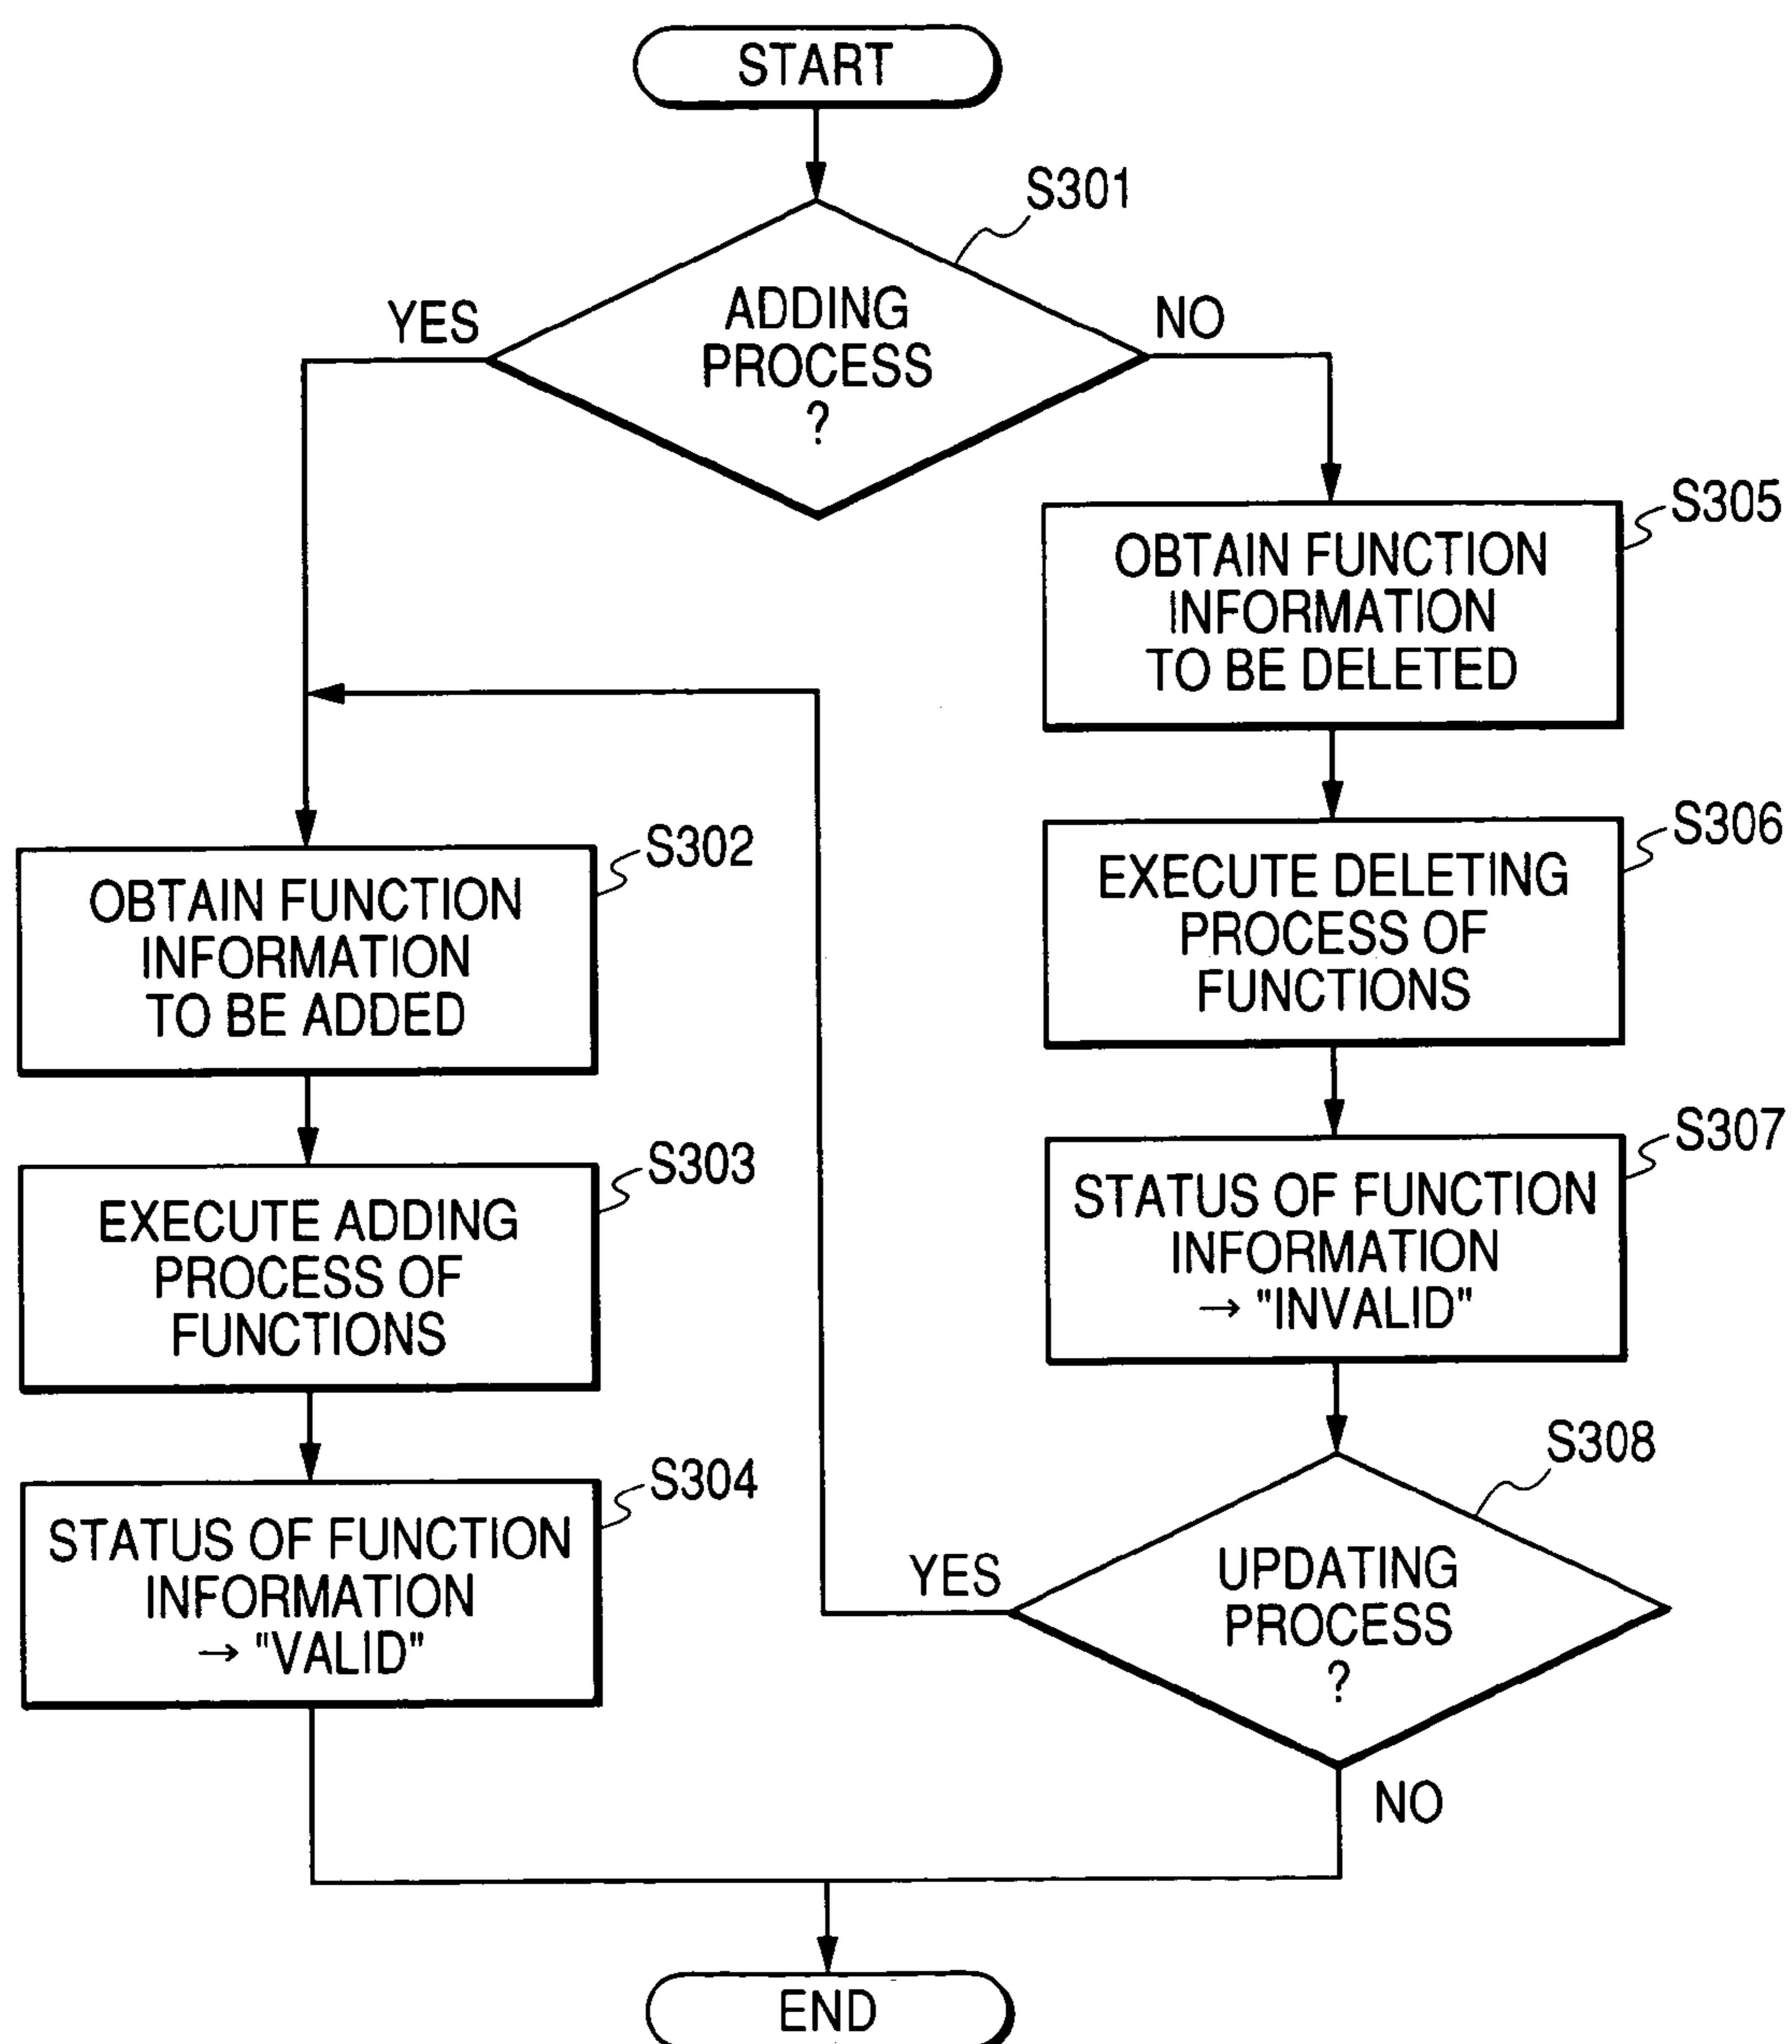 START
S301
ADDING
PROCESS
?
YES
NO
S305
OBTAIN FUNCTION
INFORMATION
TO BE DELETED
S306
EXECUTE DELETING
PROCESS OF
FUNCTIONS
S302
OBTAIN FUNCTION
INFORMATION
TO BE ADDED
S307
STATUS OF FUNCTION
INFORMATION
→ "INVALID"
S303
EXECUTE ADDING
PROCESS OF
FUNCTIONS
S308
UPDATING
PROCESS
?
YES
NO
S304
STATUS OF FUNCTION
INFORMATION
→ "VALID"
END